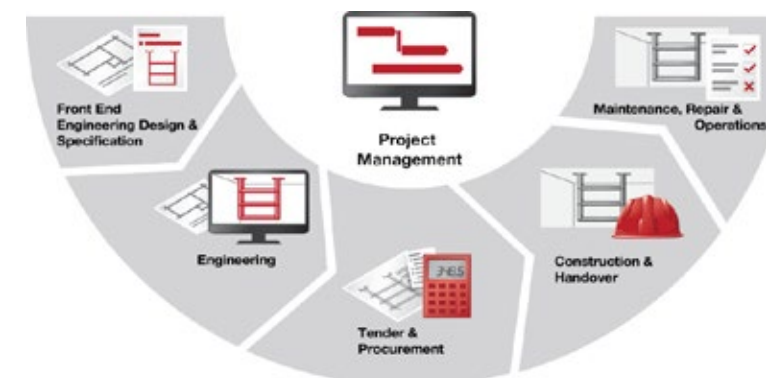 Front End
Engineering Design &
Specification
Engineering
Tender &
Procurement
Project
Management
Construction &
Handover
Maintenance, Repair &
Operations